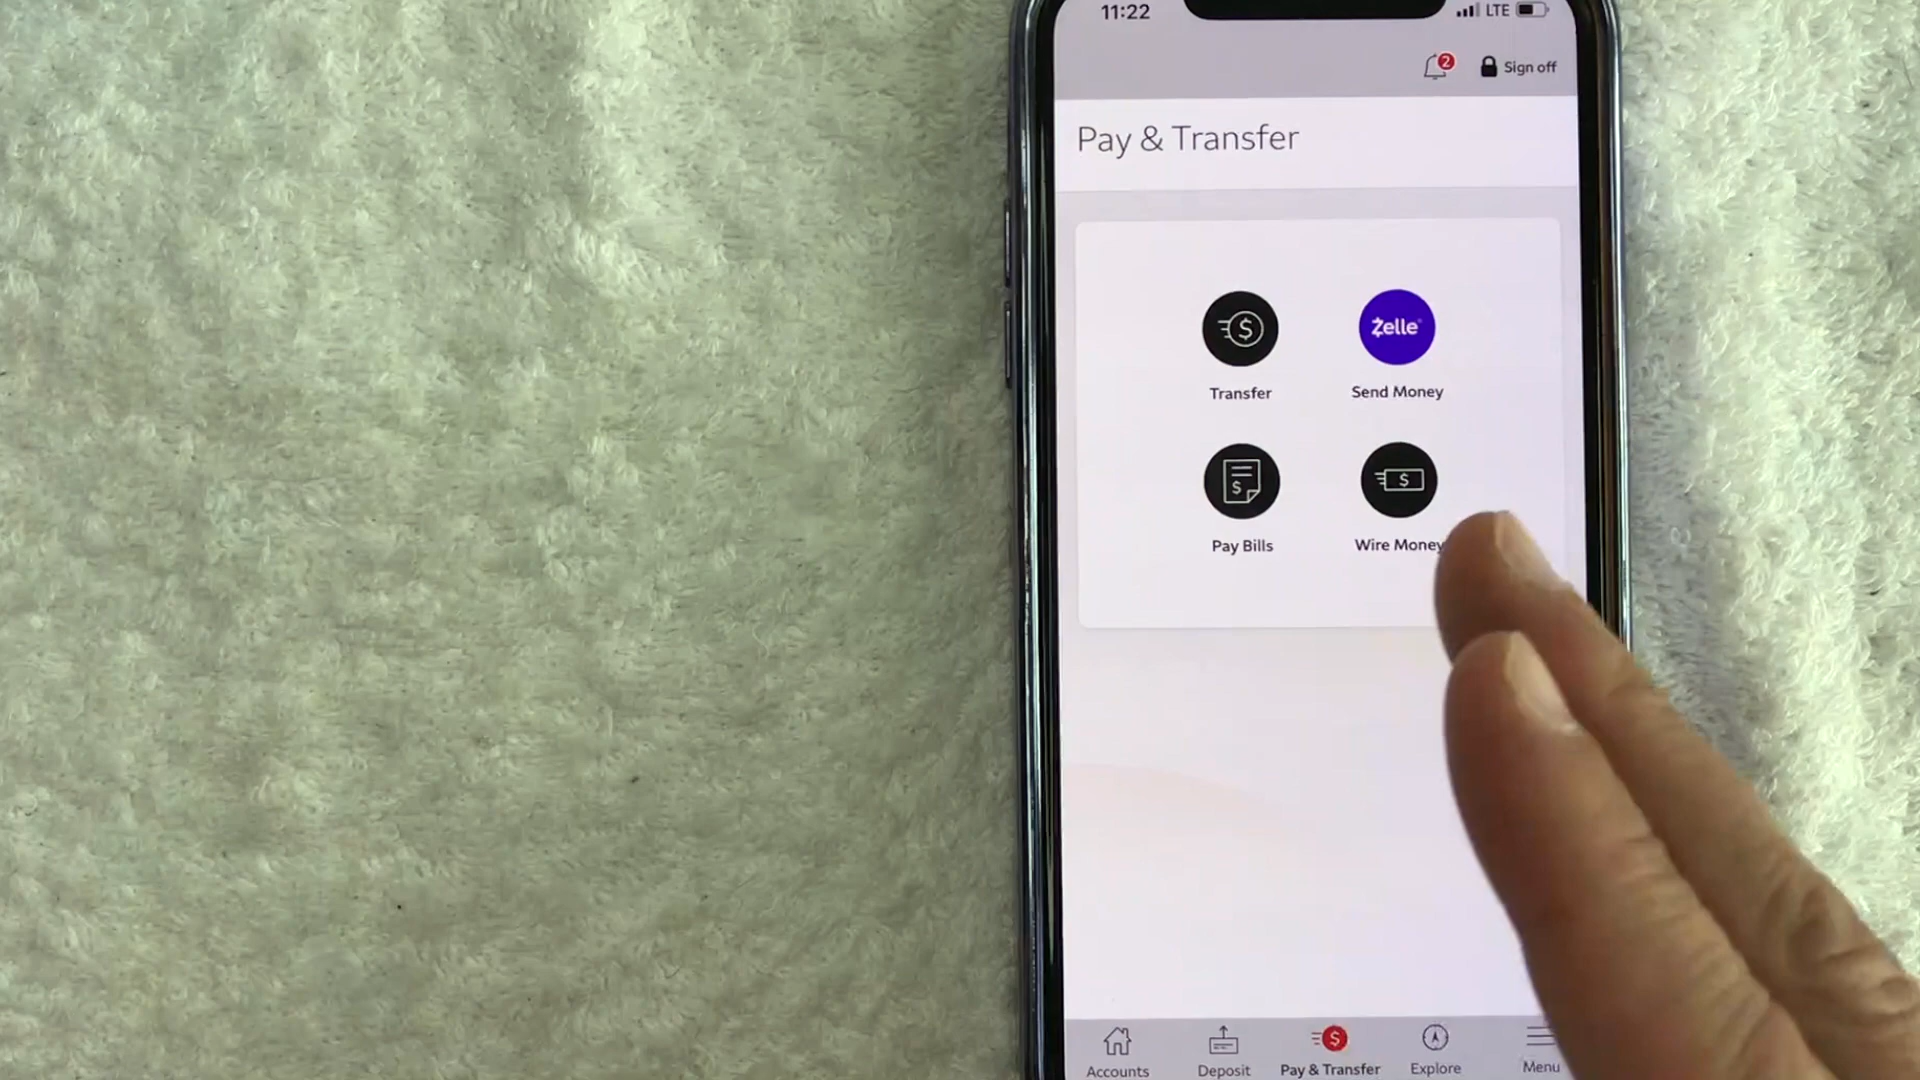 11:22
LTE
2
Sign off
Pay & Transfer
Zelle
Transfer
Send Money
Pay Bills
Wire Money
Accounts
Deposit
Pay & Transfer
Explore
Menu